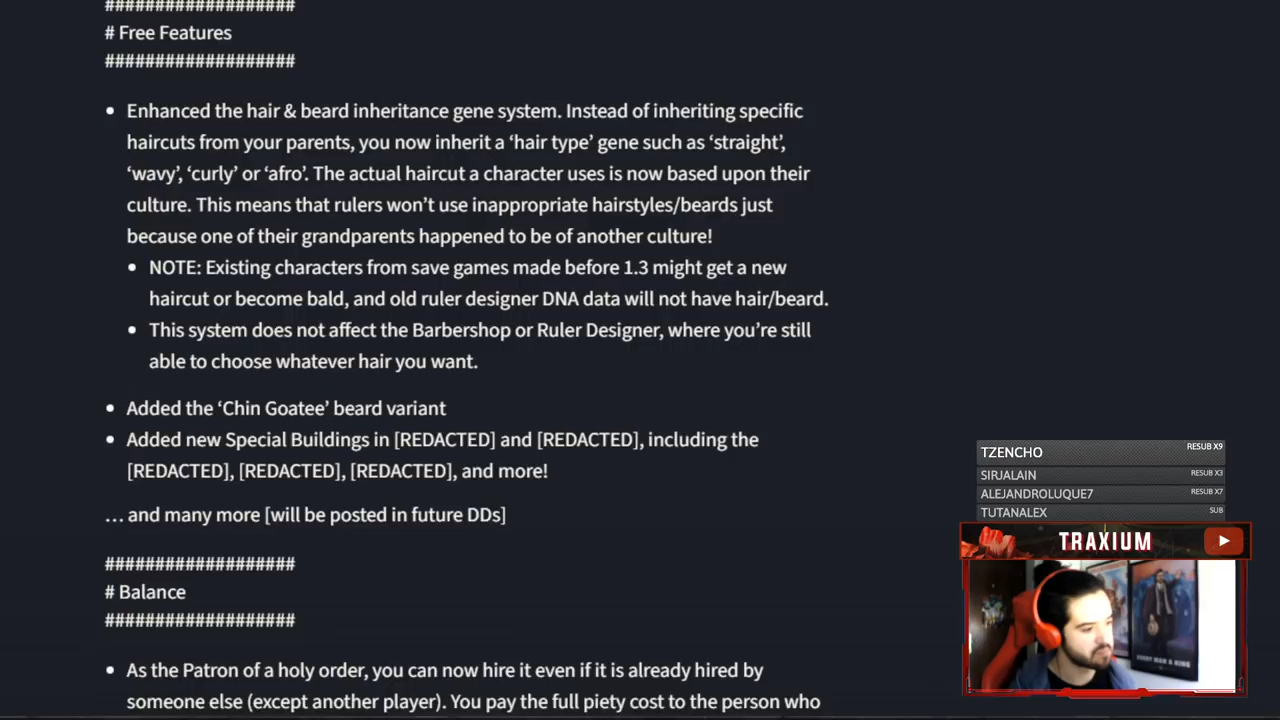 ###################
# Free Features
###################
• Enhanced the hair & beard inheritance gene system. Instead of inheriting specific
haircuts from your parents, you now inherit a ‘hair type’ gene such as ‘straight’,
‘wavy’, ‘curly’ or ‘afro’. The actual haircut a character uses is now based upon their
culture. This means that rulers won’t use inappropriate hairstyles/beards just
because one of their grandparents happened to be of another culture!
• NOTE: Existing characters from save games made before 1.3 might get a new
haircut or become bald, and old ruler designer DNA data will not have hair/beard.
• This system does not affect the Barbershop or Ruler Designer, where you’re still
able to choose whatever hair you want.
• Added the ‘Chin Goatee’ beard variant
• Added new Special Buildings in [REDACTED] and [REDACTED], including the
[REDACTED], [REDACTED], [REDACTED], and more!
… and many more [will be posted in future DDs]
###################
# Balance
###################
• As the Patron of a holy order, you can now hire it even if it is already hired by
someone else (except another player). You pay the full piety cost to the person who
TZENCHO RESUB X9
SIRJALAIN RESUB X3
ALEJANDROLUQUE7 RESUB X7
TUTANALEX SUB
TRAXIUM
EVERY MAN A KING